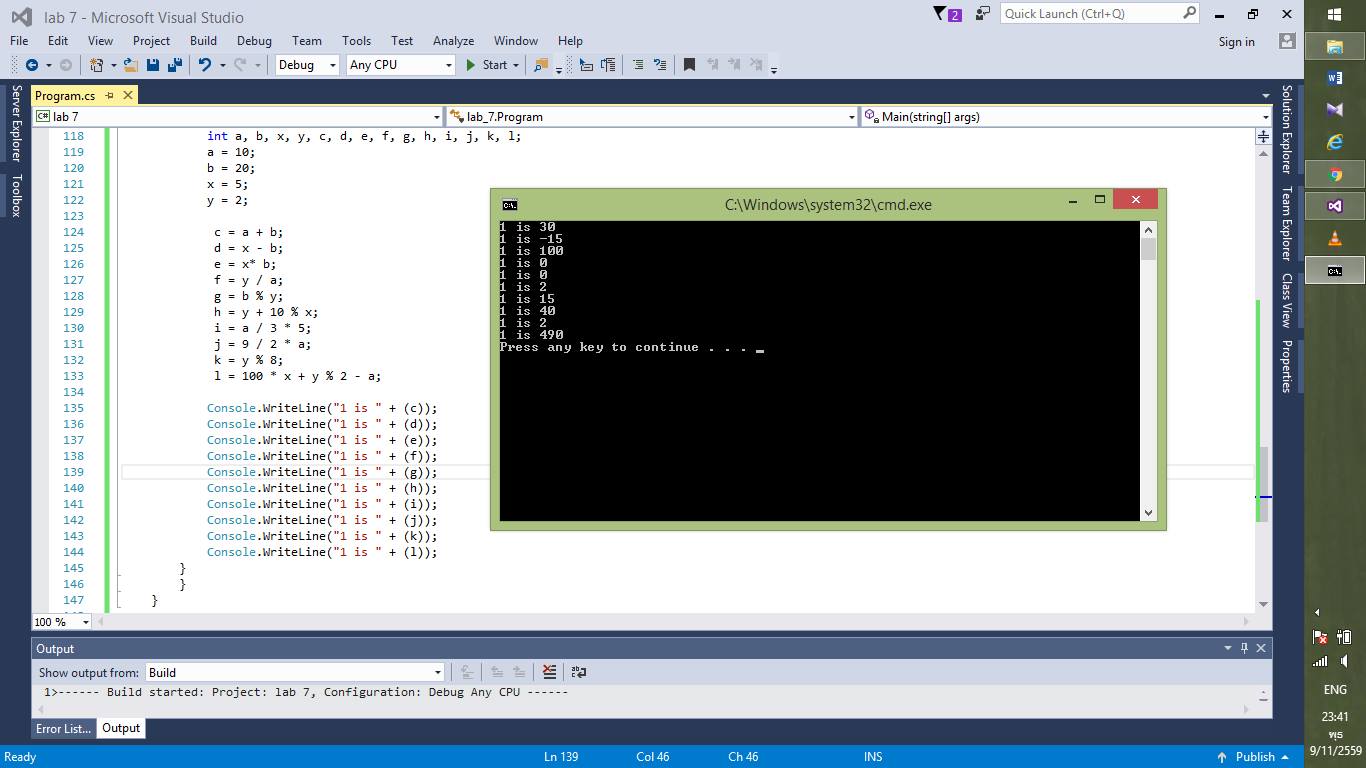 lab 7 - Microsoft Visual Studio
2
Quick Launch (Ctrl+Q)
File Edit View Project Build Debug Team Tools Test Analyze Window Help
Sign in
Debug Any CPU Start
Program.cs
C# lab 7 lab_7.Program Main(string[] args)
Server Explorer
Toolbox
118 int a, b, x, y, c, d, e, f, g, h, i, j, k, l;
119 a = 10;
120 b = 20;
121 x = 5;
122 y = 2;
123
124 c = a + b;
125 d = x - b;
126 e = x* b;
127 f = y / a;
128 g = b % y;
129 h = y + 10 % x;
130 i = a / 3 * 5;
131 j = 9 / 2 * a;
132 k = y % 8;
133 l = 100 * x + y % 2 - a;
134
135 Console.WriteLine("1 is " + (c));
136 Console.WriteLine("1 is " + (d));
137 Console.WriteLine("1 is " + (e));
138 Console.WriteLine("1 is " + (f));
139 Console.WriteLine("1 is " + (g));
140 Console.WriteLine("1 is " + (h));
141 Console.WriteLine("1 is " + (i));
142 Console.WriteLine("1 is " + (j));
143 Console.WriteLine("1 is " + (k));
144 Console.WriteLine("1 is " + (l));
145 }
146 }
147 }
100 %
C:\Windows\system32\cmd.exe
1 is 30
1 is -15
1 is 100
1 is 0
1 is 0
1 is 2
1 is 15
1 is 40
1 is 2
1 is 490
Press any key to continue . . . _
Solution Explorer
Team Explorer
Class View
Properties
Output
Show output from: Build
1>------ Build started: Project: lab 7, Configuration: Debug Any CPU ------
Error List... Output
Ready Ln 139 Col 46 Ch 46 INS Publish
ENG
23:41
พุธ
9/11/2559